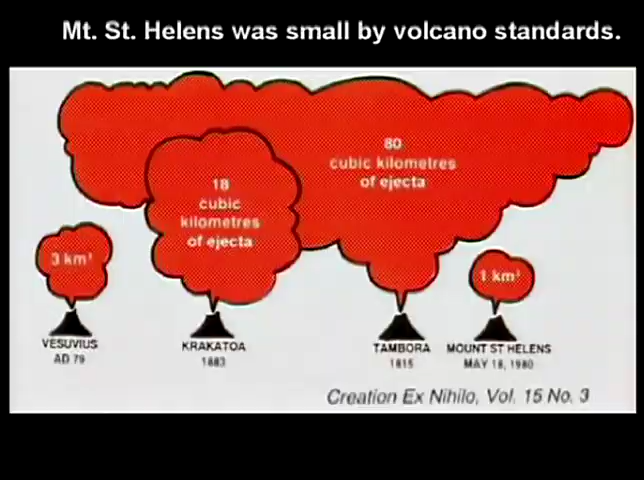 Mt. St. Helens was small by volcano standards.
80
cubic kilometres
of ejecta
18
cubic
kilometres
of ejecta
3 km³
1 km³
VESUVIUS
AD 79
KRAKATOA
1883
TAMBORA
1815
MOUNT ST HELENS
MAY 18, 1980
Creation Ex Nihilo, Vol. 15 No. 3